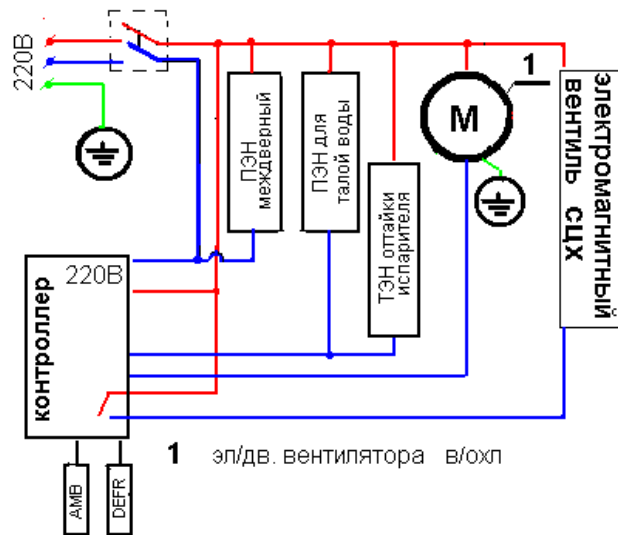 220В
ПЭН
междверный
ПЭН для
талой воды
ТЭН оттайки
испарителя
М
1
электромагнитный
вентиль СЦХ
контроллер
220В
AMB
DEFR
1 эл/дв. вентилятора в/охл